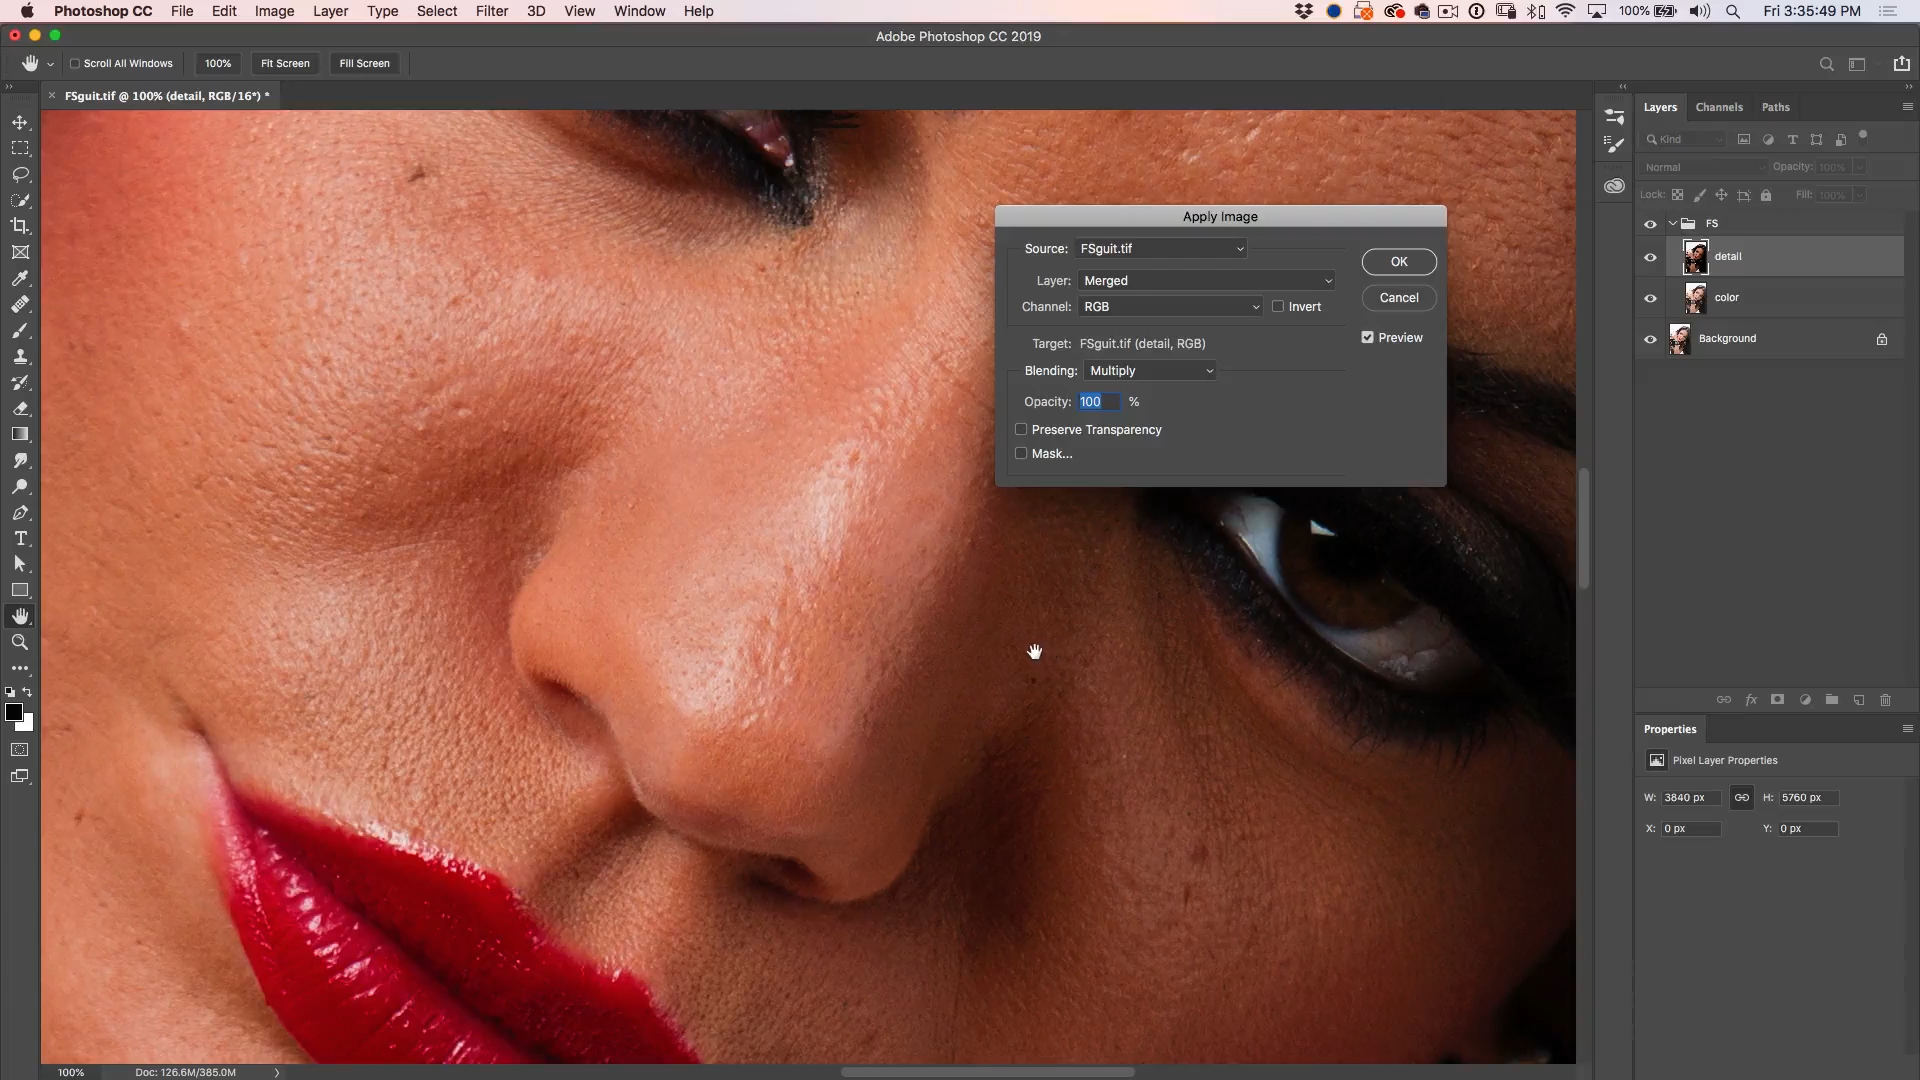 Photoshop CC File Edit Image Layer Type Select Filter 3D View Window Help 100% Fri 3:35:49 PM
Adobe Photoshop CC 2019
Scroll All Windows 100% Fit Screen Fill Screen
FSguit.tif @ 100% (detail, RGB/16*) *
Layers Channels Paths
Kind
Normal Opacity: 100%
Lock: Fill: 100%
FS
detail
color
Background
Apply Image
Source: FSguit.tif
OK
Layer: Merged
Cancel
Channel: RGB Invert
Preview
Target: FSguit.tif (detail, RGB)
Blending: Multiply
Opacity: 100 %
Preserve Transparency
Mask...
Properties
Pixel Layer Properties
W: 3840 px H: 5760 px
X: 0 px Y: 0 px
100% Doc: 126.6M/385.0M